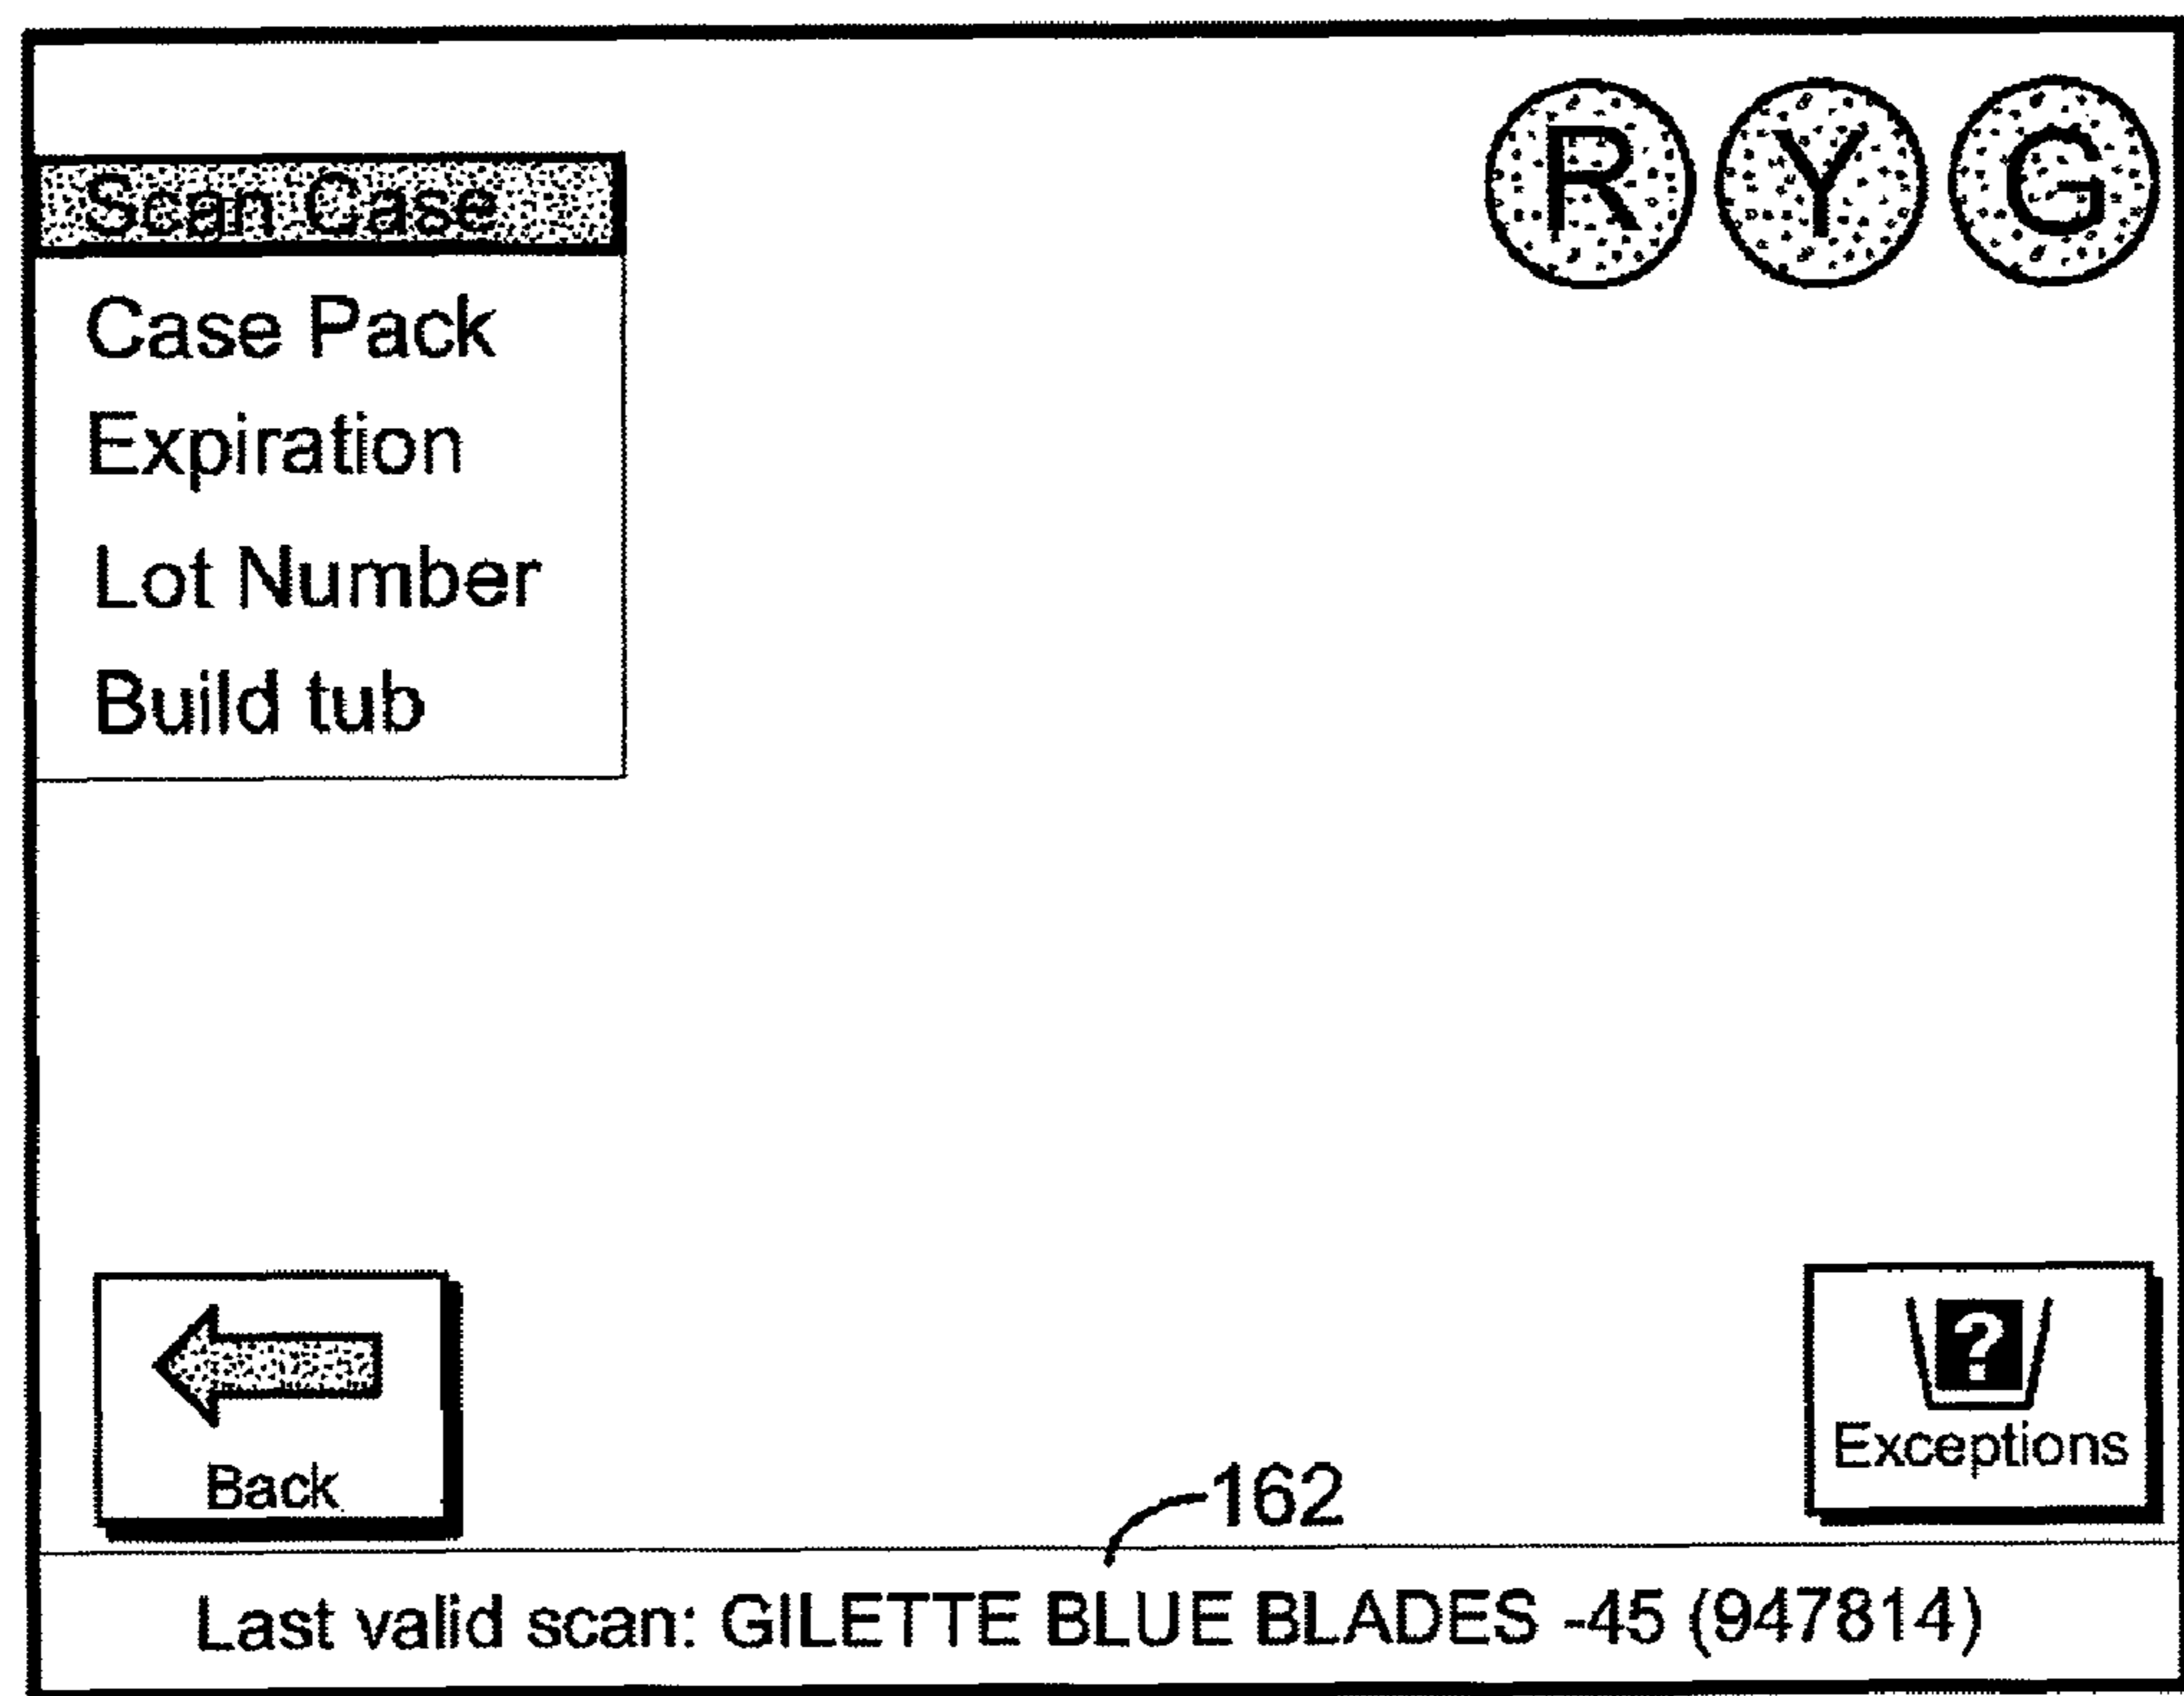 R Y G
Scan Case
Case Pack
Expiration
Lot Number
Build tub
?
Back
Exceptions
162
Last valid scan: GILETTE BLUE BLADES -45 (947814)